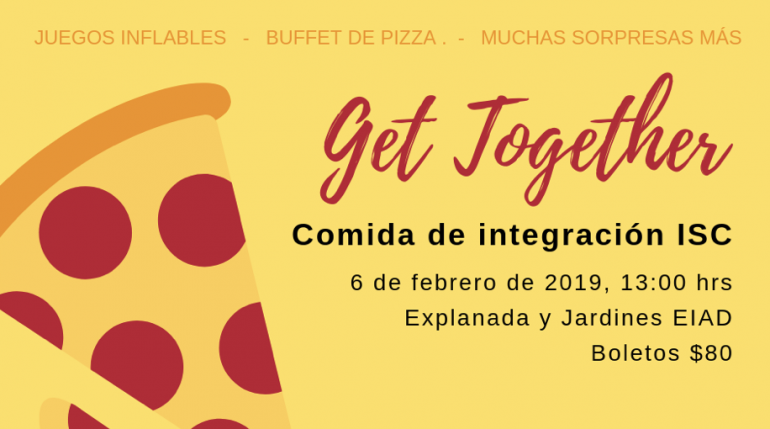 JUEGOS INFLABLES - BUFFET DE PIZZA . - MUCHAS SORPRESAS MÁS
Get Together
Comida de integración ISC
6 de febrero de 2019, 13:00 hrs
Explanada y Jardines EIAD
Boletos $80